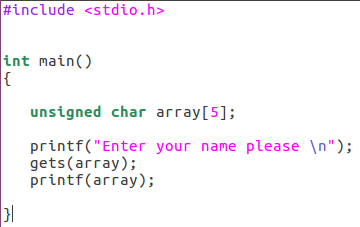 #include <stdio.h>
int main()
{
unsigned char array[5];
printf("Enter your name please \n");
gets(array);
printf(array);
}